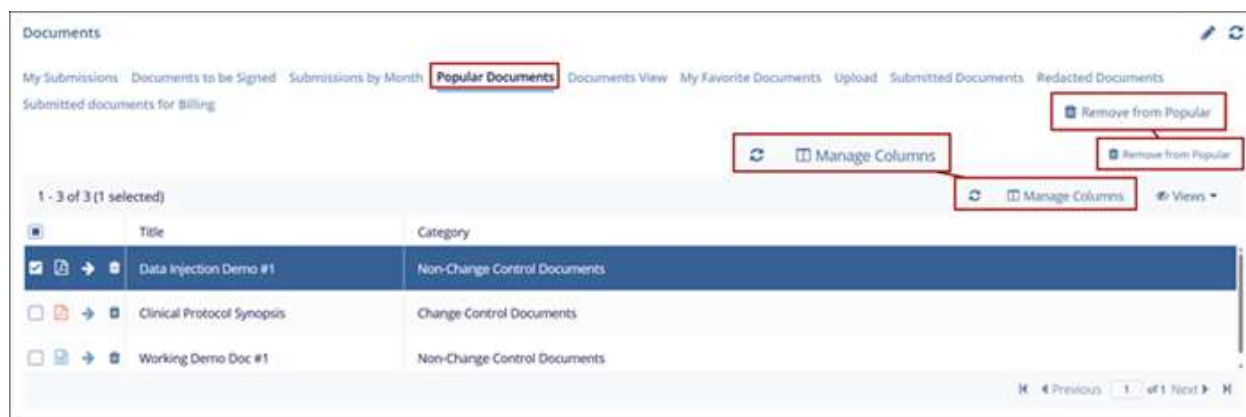 Documents
My Submissions Documents to be Signed Submissions by Month Popular Documents Documents View My Favorite Documents Upload Submitted Documents Redacted Documents
Submitted documents for Billing
Remove from Popular
Manage Columns
Remove from Popular
1 - 3 of 3 (1 selected)
Manage Columns Views
Title Category
Data Injection Demo #1 Non-Change Control Documents
Clinical Protocol Synopsis Change Control Documents
Working Demo Doc #1 Non-Change Control Documents
Previous 1 of 1 Next